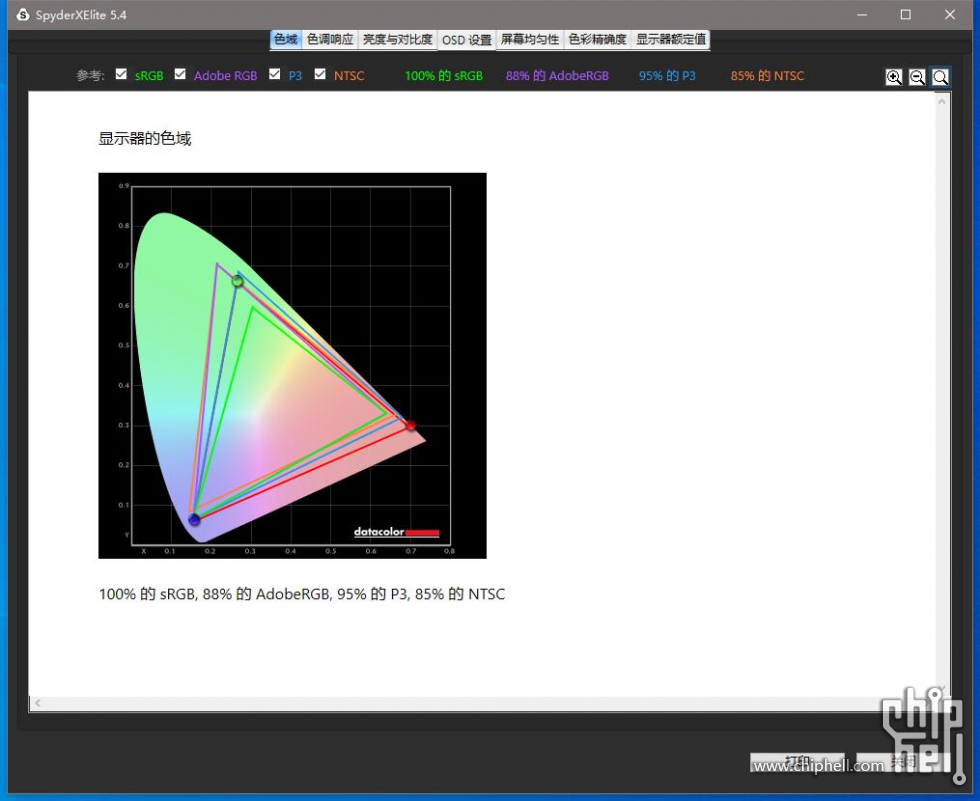 SpyderXElite 5.4
色域 色调响应 亮度与对比度 OSD 设置 屏幕均匀性 色彩精确度 显示器额定值
参考: sRGB Adobe RGB P3 NTSC 100% 的 sRGB 88% 的 AdobeRGB 95% 的 P3 85% 的 NTSC
显示器的色域
0.9
0.8
0.7
0.6
0.5
0.4
0.3
0.2
0.1
Y
datacolor
X 0.1 0.2 0.3 0.4 0.5 0.6 0.7 0.8
100% 的 sRGB, 88% 的 AdobeRGB, 95% 的 P3, 85% 的 NTSC
chip
hell
打印 关闭
www.chiphell.com